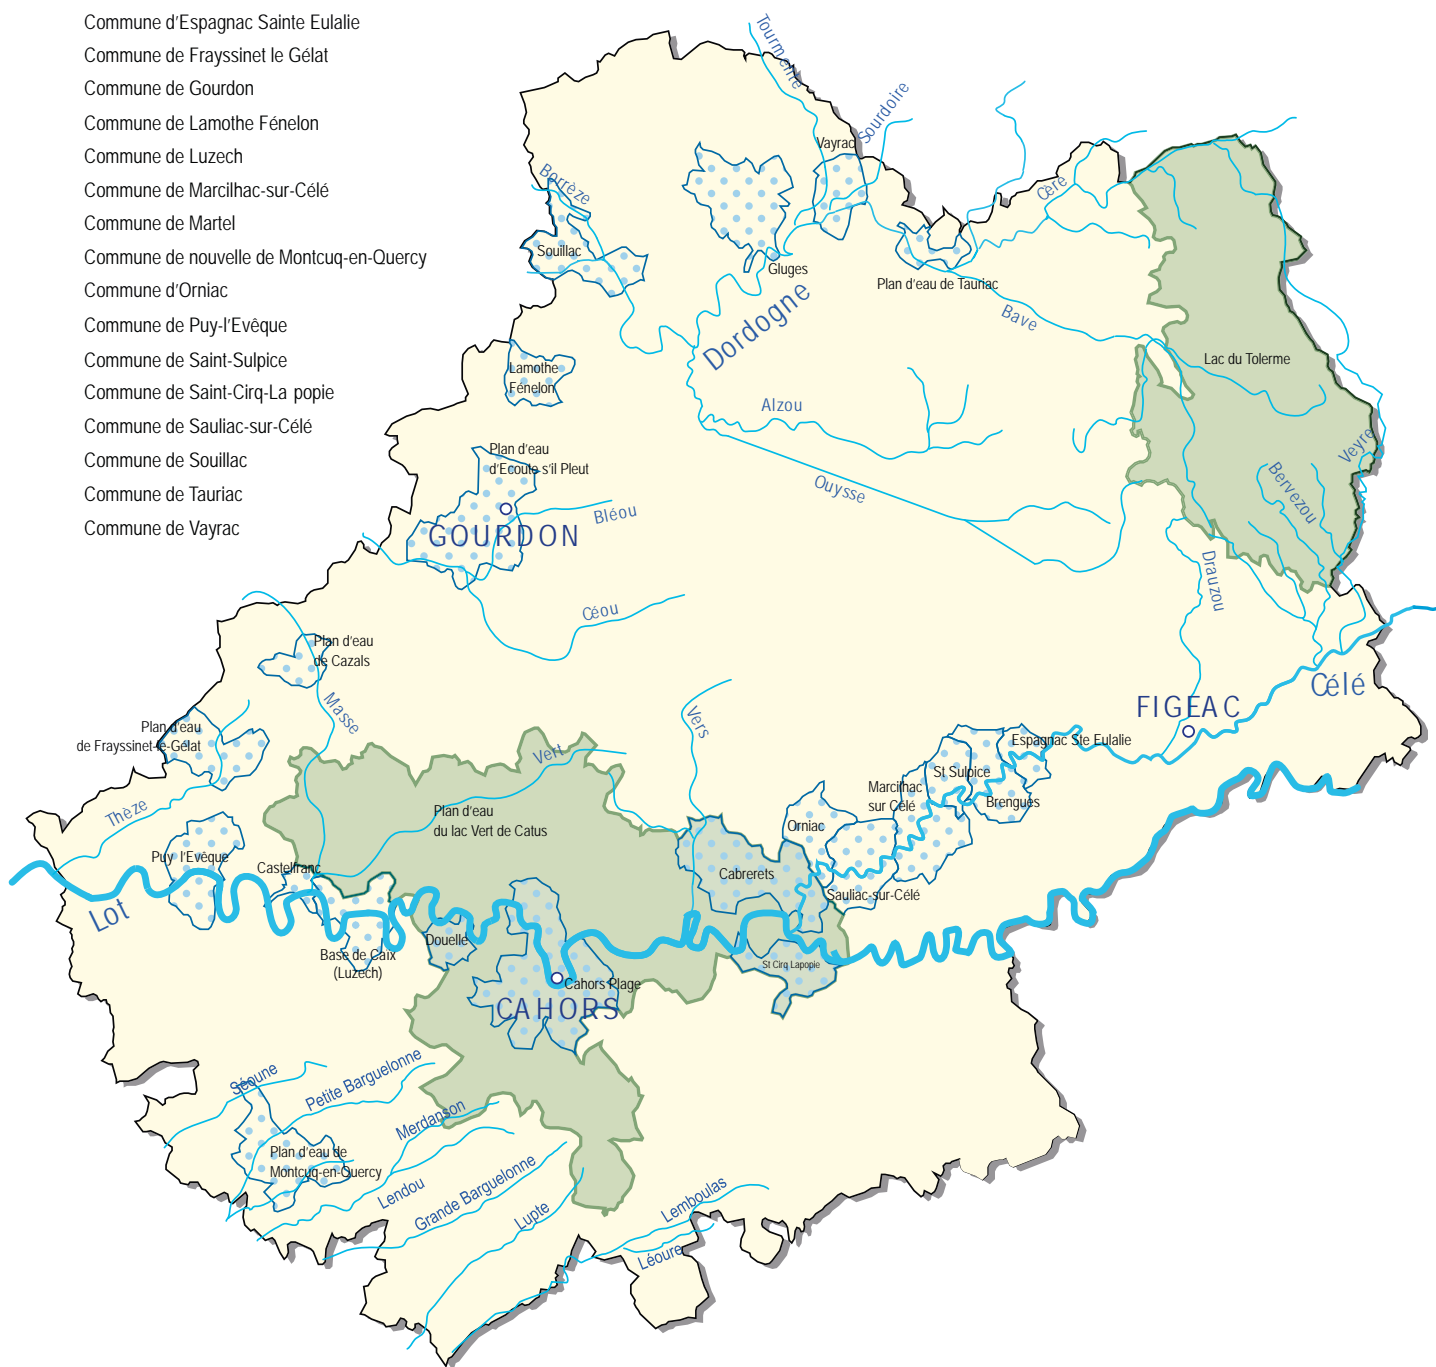 Commune d'Espagnac Sainte Eulalie
Commune de Frayssinet le Gélat
Commune de Gourdon
Commune de Lamothe Fénelon
Commune de Luzech
Commune de Marcilhac-sur-Célé
Commune de Martel
Commune de nouvelle de Montcuq-en-Quercy
Commune d'Orniac
Commune de Puy-l'Evêque
Commune de Saint-Sulpice
Commune de Saint-Cirq-La popie
Commune de Sauliac-sur-Célé
Commune de Souillac
Commune de Tauriac
Commune de Vayrac
Tourmente
Sourdoire
Vayrac
Borrèze
Cère
Souillac
Gluges
Plan d'eau de Tauriac
Dordogne
Bave
Lac du Tolerme
Lamothe
Fénelon
Alzou
Plan d'eau
d'Ecoute s'il Pleut
Ouysse
Veyre
Bervezou
Bléou
GOURDON
Drauzou
Céou
Plan d'eau
de Cazals
Masse
Vers
Célé
FIGEAC
Plan d'eau
de Frayssinet-le-Gélat
Espagnac Ste Eulalie
Vert
St Sulpice
Marcilhac
sur Célé
Brengues
Thèze
Plan d'eau
du lac Vert de Catus
Orniac
Puy l'Evêque
Castelfranc
Cabrerets
Sauliac-sur-Célé
Lot
Douelle
Base de Caïx
(Luzech)
St Cirq Lapopie
Cahors Plage
CAHORS
Séoune
Petite Barguelonne
Merdanson
Plan d'eau de
Montcuq-en-Quercy
Lendou
Grande Barguelonne
Lupte
Lemboulas
Léoure